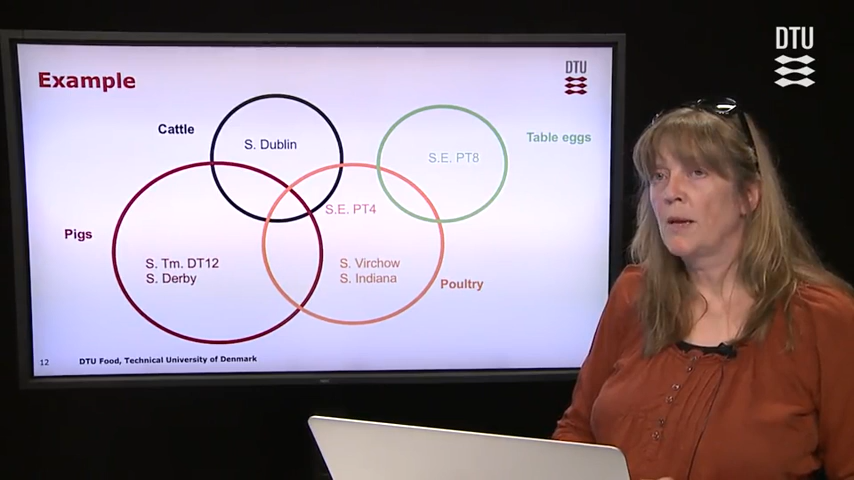 DTU
Example
DTU
Cattle
S. Dublin
S.E. PT8
Table eggs
S.E. PT4
Pigs
S. Tm. DT12
S. Derby
S. Virchow
S. Indiana
Poultry
12
DTU Food, Technical University of Denmark